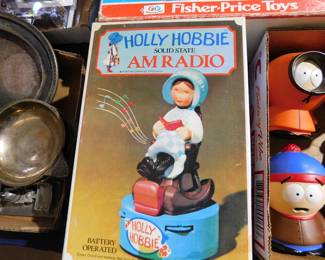 Fisher-Price Toys
HOLLY HOBBIE
SOLID STATE
AM RADIO
HOLLY
HOBBIE
BATTERY
OPERATED